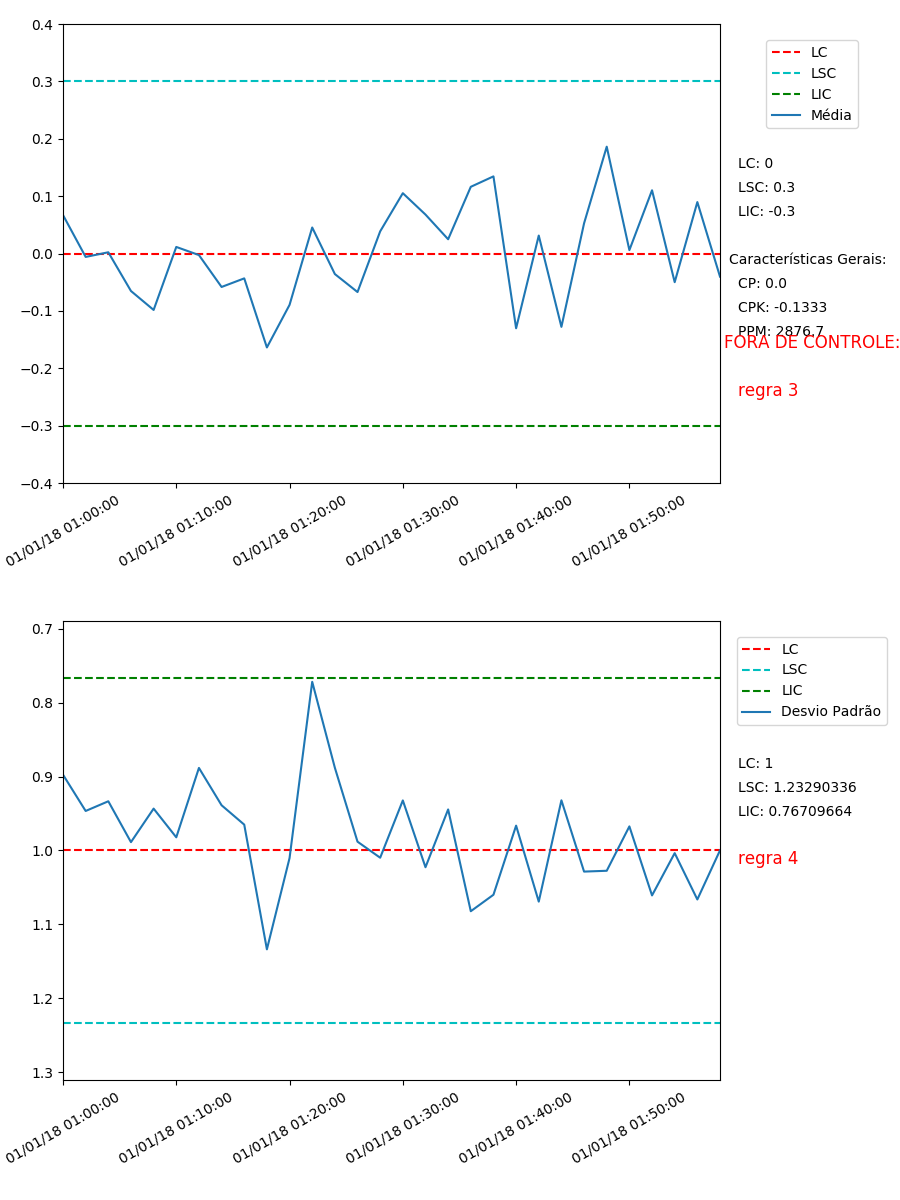 0.4
0.3
0.2
0.1
0.0
−0.1
−0.2
−0.3
−0.4
01/01/18 01:00:00
01/01/18 01:10:00
01/01/18 01:20:00
01/01/18 01:30:00
01/01/18 01:40:00
01/01/18 01:50:00
LC
LSC
LIC
Média
LC: 0
LSC: 0.3
LIC: -0.3
Características Gerais:
CP: 0.0
CPK: -0.1333
PPM: 2876.7
FORA DE CONTROLE:
regra 3
0.7
0.8
0.9
1.0
1.1
1.2
1.3
01/01/18 01:00:00
01/01/18 01:10:00
01/01/18 01:20:00
01/01/18 01:30:00
01/01/18 01:40:00
01/01/18 01:50:00
LC
LSC
LIC
Desvio Padrão
LC: 1
LSC: 1.23290336
LIC: 0.76709664
regra 4